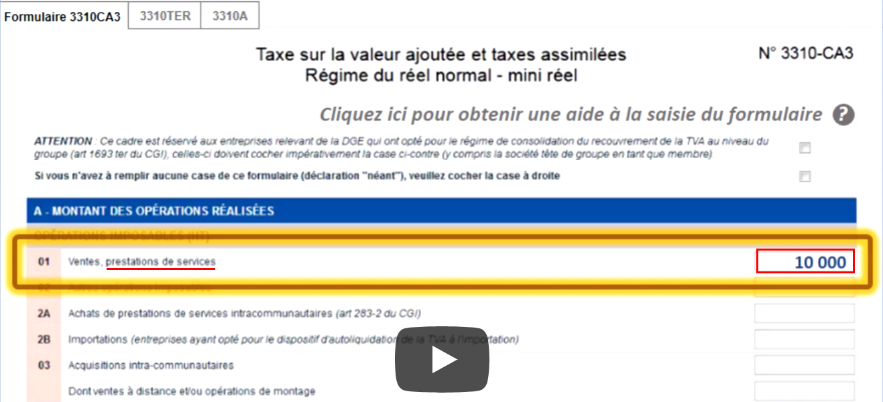 Formulaire 3310CA3 3310TER 3310A
Taxe sur la valeur ajoutée et taxes assimilées
N° 3310-CA3
Régime du réel normal - mini réel
Cliquez ici pour obtenir une aide à la saisie du formulaire ?
ATTENTION : Ce cadre est réservé aux entreprises relevant de la DGE qui ont opté pour le régime de consolidation du recouvrement de la TVA au niveau du
groupe (art 1693 ter du CGI), celles-ci doivent cocher impérativement la case ci-contre (y compris la société tête de groupe en tant que membre)
Si vous n'avez à remplir aucune case de ce formulaire (déclaration "néant"), veuillez cocher la case à droite
A - MONTANT DES OPÉRATIONS RÉALISÉES
OPÉRATIONS IMPOSABLES (HT)
01 Ventes, prestations de services 10 000
02 Autres opérations imposables
2A Achats de prestations de services intracommunautaires (art 283-2 du CGI)
2B Importations (entreprises ayant opté pour le dispositif d'autoliquidation de la TVA à l'importation)
03 Acquisitions intra-communautaires
Dont ventes à distance et/ou opérations de montage